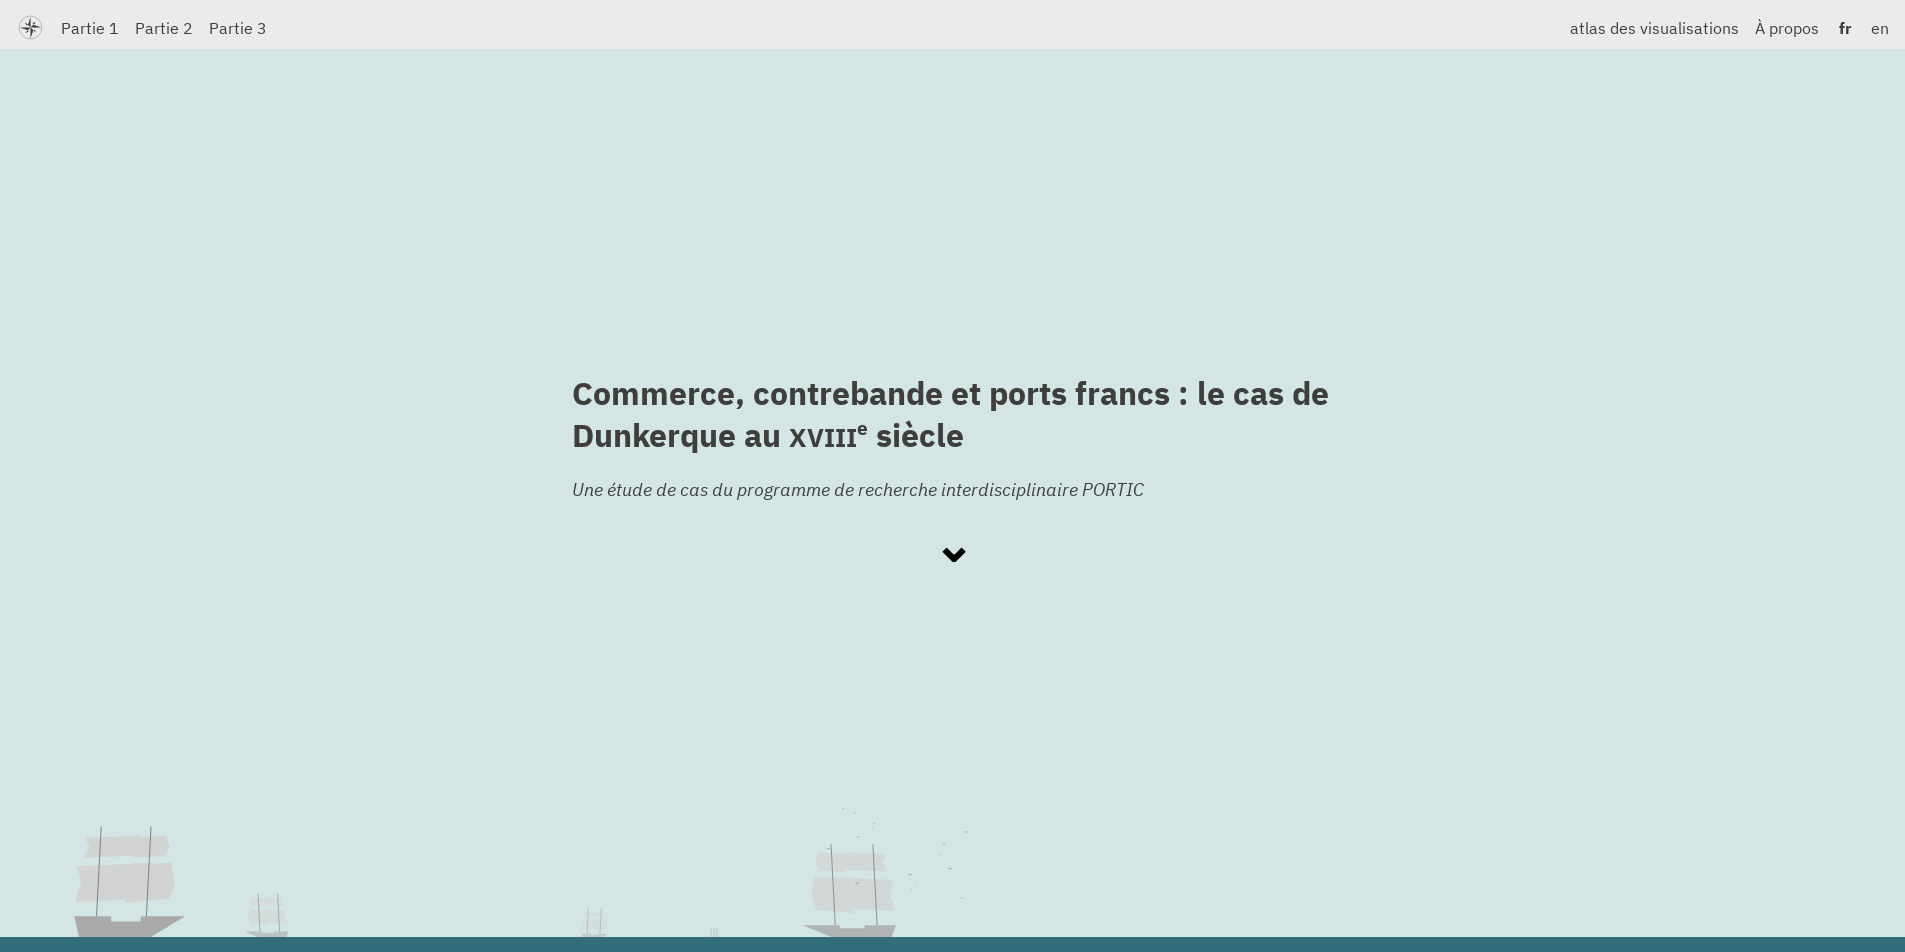 Partie 1 Partie 2 Partie 3 atlas des visualisations À propos fr en
Commerce, contrebande et ports francs : le cas de
Dunkerque au XVIIIe siècle
Une étude de cas du programme de recherche interdisciplinaire PORTIC